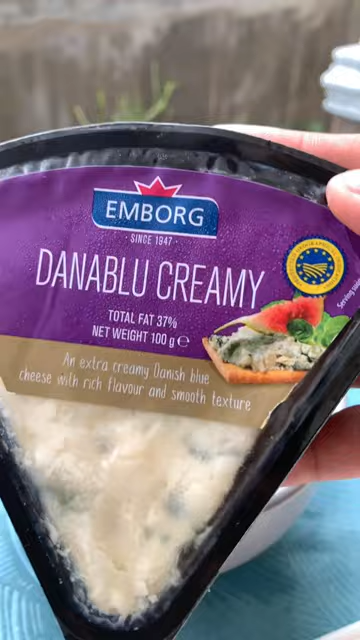 EMBORG
· SINCE 1947 ·
DANABLU CREAMY
TOTAL FAT 37%
NET WEIGHT 100 g ℮
An extra creamy Danish blue
cheese with rich flavour and smooth texture
Serving